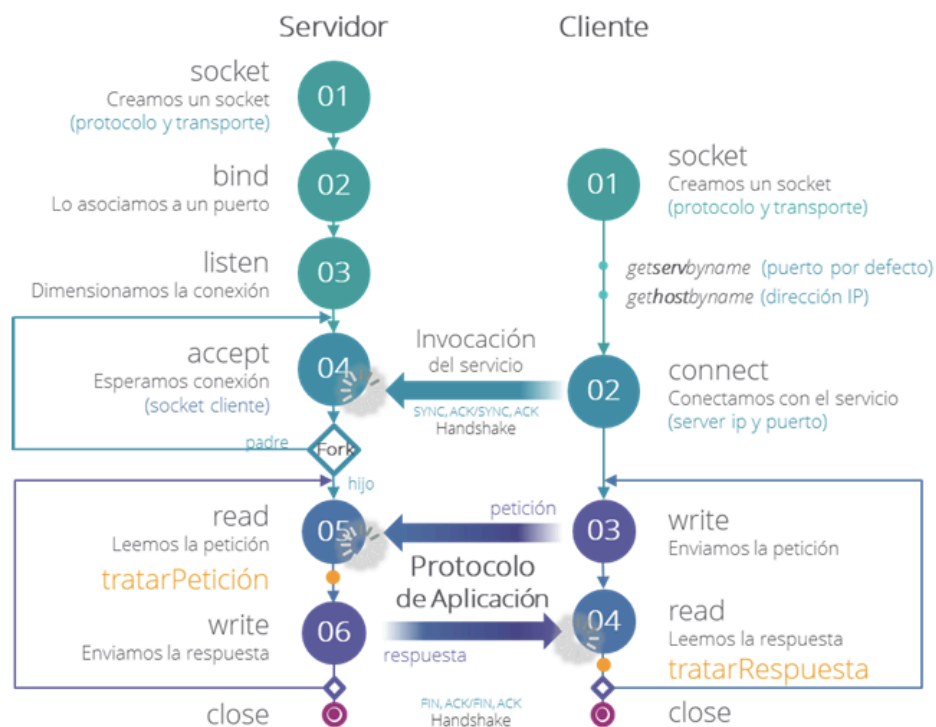 Servidor
Cliente
socket
01
Creamos un socket
(protocolo y transporte)
bind
02
Lo asociamos a un puerto
socket
01
Creamos un socket
(protocolo y transporte)
listen
03
Dimensionamos la conexión
getservbyname (puerto por defecto)
gethostbyname (dirección IP)
accept
04
Esperamos conexión
(socket cliente)
Invocación
del servicio
SYNC, ACK/SYNC, ACK
Handshake
02
connect
Conectamos con el servicio
(server ip y puerto)
padre
Fork
hijo
read
05
Leemos la petición
tratarPetición
petición
03
write
Enviamos la petición
Protocolo
de Aplicación
write
06
Enviamos la respuesta
respuesta
04
read
Leemos la respuesta
tratarRespuesta
close
FIN, ACK/FIN, ACK
Handshake
close